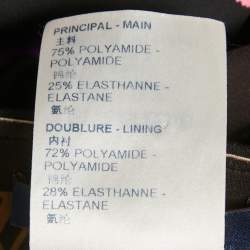 PRINCIPAL - MAIN
主料
75% POLYAMIDE -
POLYAMIDE
锦纶
25% ELASTHANNE -
ELASTANE
氨纶
DOUBLURE - LINING
内衬
72% POLYAMIDE -
POLYAMIDE
锦纶
28% ELASTHANNE -
ELASTANE
氨纶